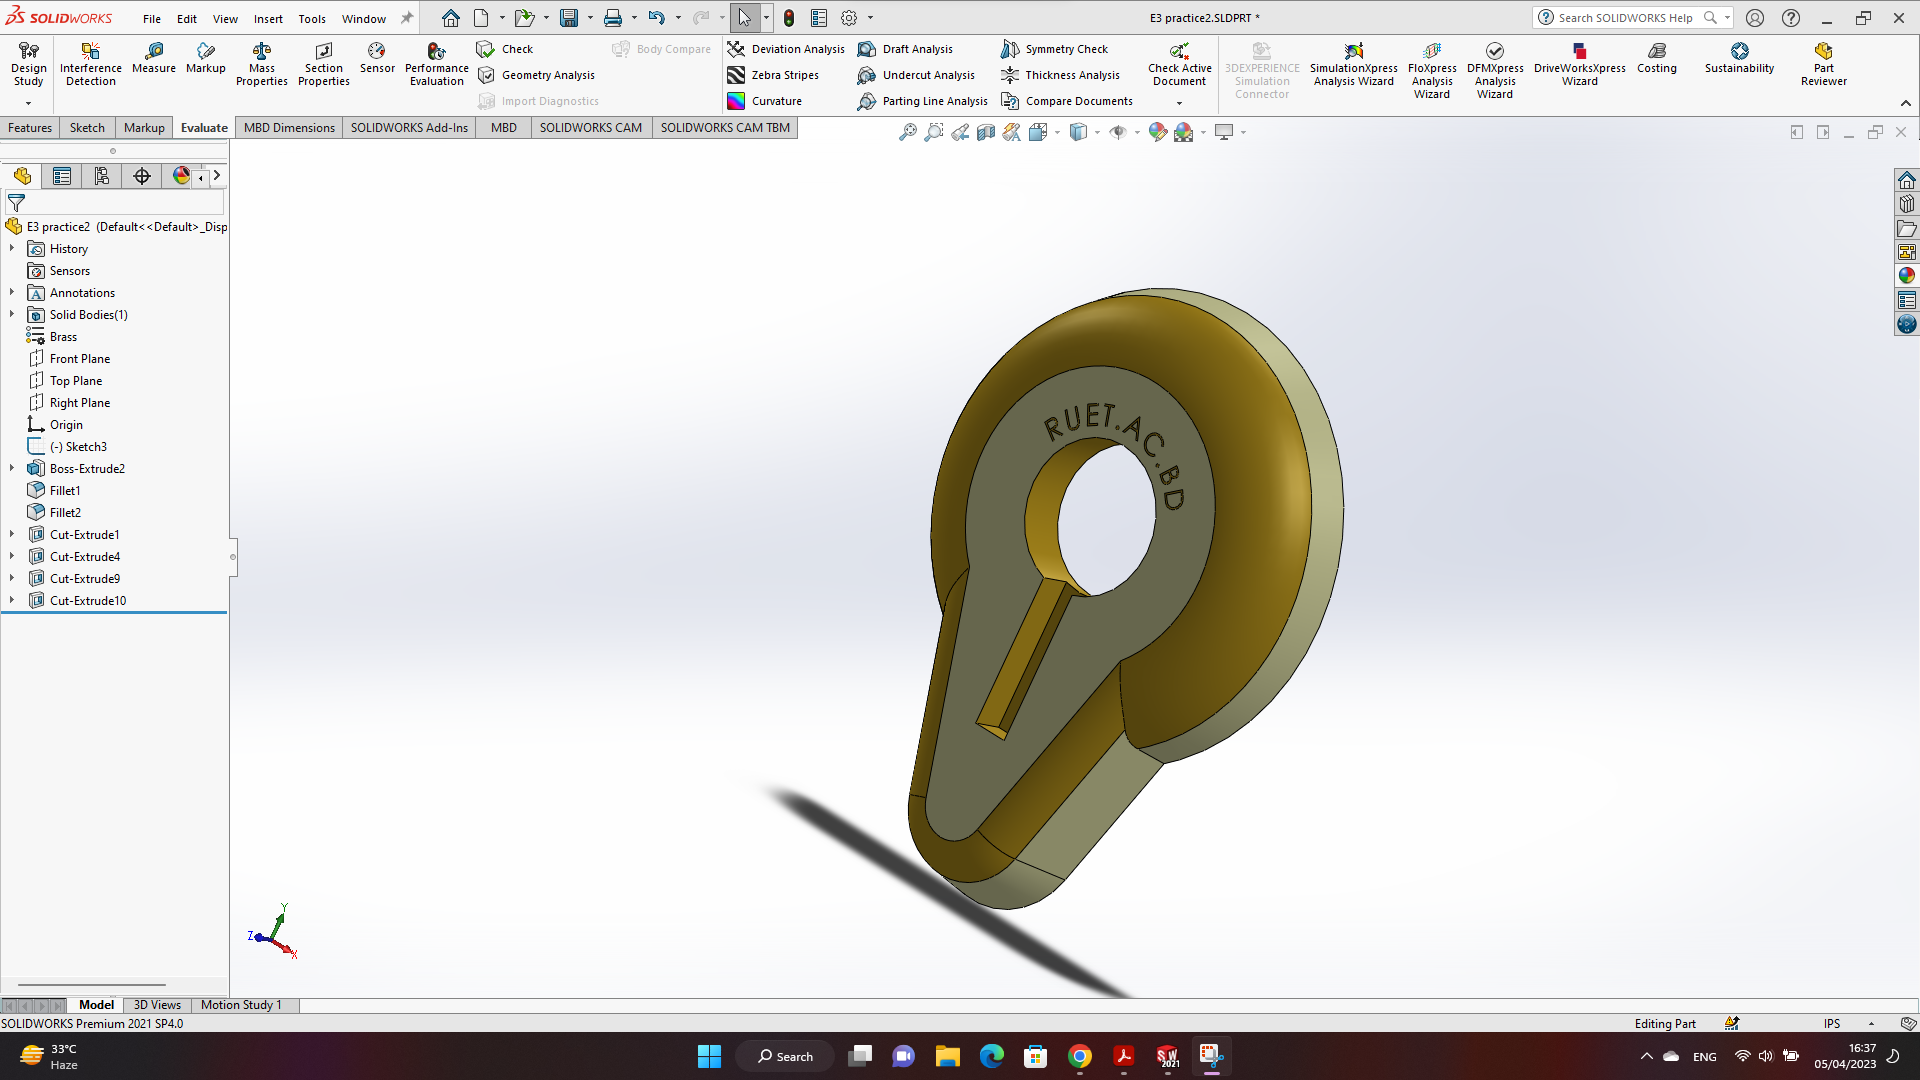 SOLIDWORKS File Edit View Insert Tools Window E3 practice2.SLDPRT * Search SOLIDWORKS Help
Design Study
Interference Detection
Measure
Markup
Mass Properties
Section Properties
Sensor
Performance Evaluation
Check
Geometry Analysis
Import Diagnostics
Body Compare
Deviation Analysis
Zebra Stripes
Curvature
Draft Analysis
Undercut Analysis
Parting Line Analysis
Symmetry Check
Thickness Analysis
Compare Documents
Check Active Document
3DEXPERIENCE Simulation Connector
SimulationXpress Analysis Wizard
FloXpress Analysis Wizard
DFMXpress Analysis Wizard
DriveWorksXpress Wizard
Costing
Sustainability
Part Reviewer
Features Sketch Markup Evaluate MBD Dimensions SOLIDWORKS Add-Ins MBD SOLIDWORKS CAM SOLIDWORKS CAM TBM
E3 practice2 (Default<<Default>_Disp
History
Sensors
Annotations
Solid Bodies(1)
Brass
Front Plane
Top Plane
Right Plane
Origin
(-) Sketch3
Boss-Extrude2
Fillet1
Fillet2
Cut-Extrude1
Cut-Extrude4
Cut-Extrude9
Cut-Extrude10
RUET.AC.BD
Y
Z
X
Model 3D Views Motion Study 1
SOLIDWORKS Premium 2021 SP4.0 Editing Part IPS
33°C
Haze
Search
SW
2021
ENG
16:37
05/04/2023